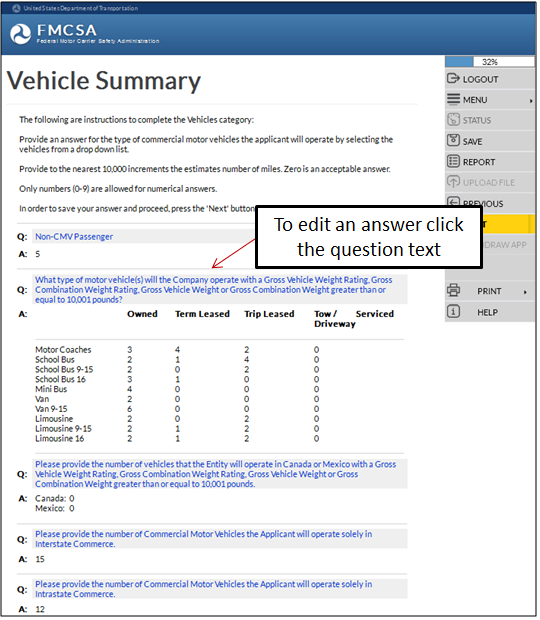 United States Department of Transportation
FMCSA
Federal Motor Carrier Safety Administration
Vehicle Summary
32%
LOGOUT
MENU
STATUS
SAVE
REPORT
UPLOAD FILE
PREVIOUS
T
DRAW APP
PRINT
HELP
The following are instructions to complete the Vehicles category:
Provide an answer for the type of commercial motor vehicles the applicant will operate by selecting the
vehicles from a drop down list.
Provide to the nearest 10,000 increments the estimates number of miles. Zero is an acceptable answer.
Only numbers (0-9) are allowed for numerical answers.
In order to save your answer and proceed, press the 'Next' button
To edit an answer click
the question text
Q: Non-CMV Passenger
A: 5
Q: What type of motor vehicle(s) will the Company operate with a Gross Vehicle Weight Rating, Gross
Combination Weight Rating, Gross Vehicle Weight or Gross Combination Weight greater than or
equal to 10,001 pounds?
A: Owned Term Leased Trip Leased Tow / Serviced
Driveway
Motor Coaches 3 4 2 0
School Bus 2 1 4 0
School Bus 9-15 2 0 2 0
School Bus 16 3 1 0 0
Mini Bus 4 0 0 0
Van 2 0 0 0
Van 9-15 6 0 0 0
Limousine 2 0 2 0
Limousine 9-15 2 1 2 0
Limousine 16 2 1 2 0
Q: Please provide the number of vehicles that the Entity will operate in Canada or Mexico with a Gross
Vehicle Weight Rating, Gross Combination Weight Rating, Gross Vehicle Weight or Gross
Combination Weight greater than or equal to 10,001 pounds.
A: Canada: 0
Mexico: 0
Q: Please provide the number of Commercial Motor Vehicles the Applicant will operate solely in
Interstate Commerce.
A: 15
Q: Please provide the number of Commercial Motor Vehicles the Applicant will operate solely in
Intrastate Commerce.
A: 12